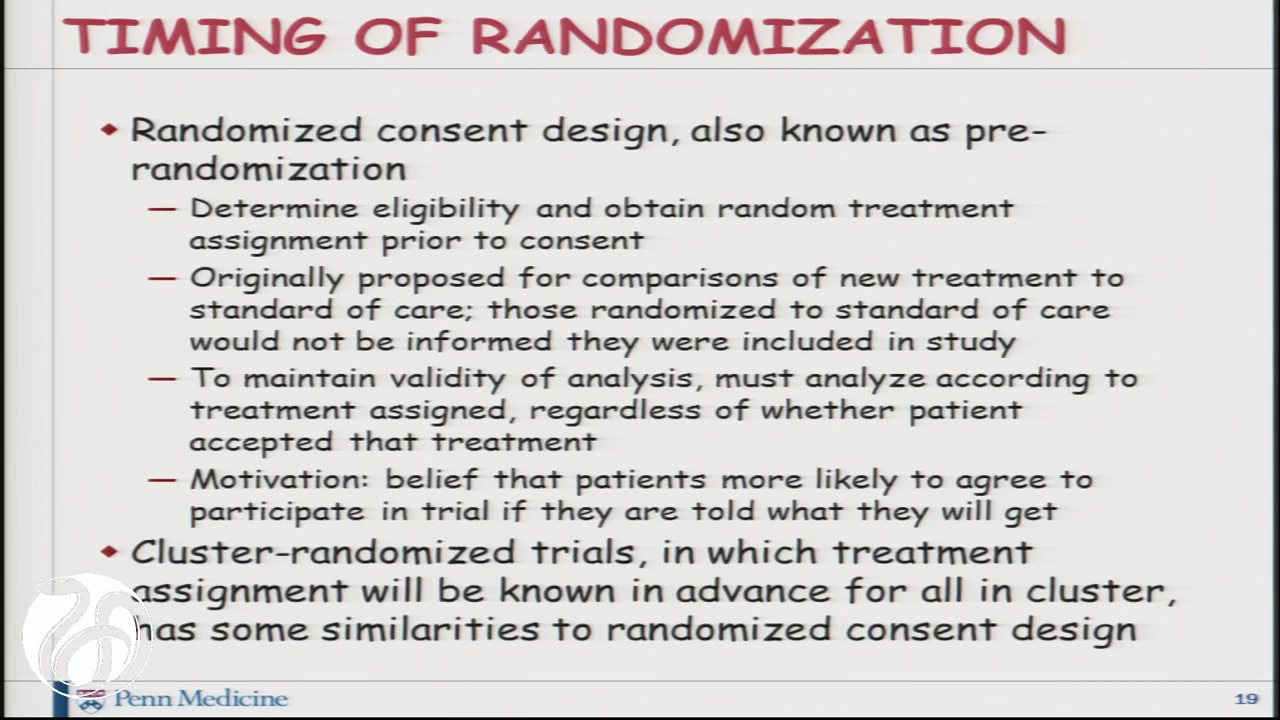 TIMING OF RANDOMIZATION
Randomized consent design, also known as pre-
randomization
— Determine eligibility and obtain random treatment
assignment prior to consent
— Originally proposed for comparisons of new treatment to
standard of care; those randomized to standard of care
would not be informed they were included in study
— To maintain validity of analysis, must analyze according to
treatment assigned, regardless of whether patient
accepted that treatment
— Motivation: belief that patients more likely to agree to
participate in trial if they are told what they will get
Cluster-randomized trials, in which treatment
assignment will be known in advance for all in cluster,
has some similarities to randomized consent design
Penn Medicine
19